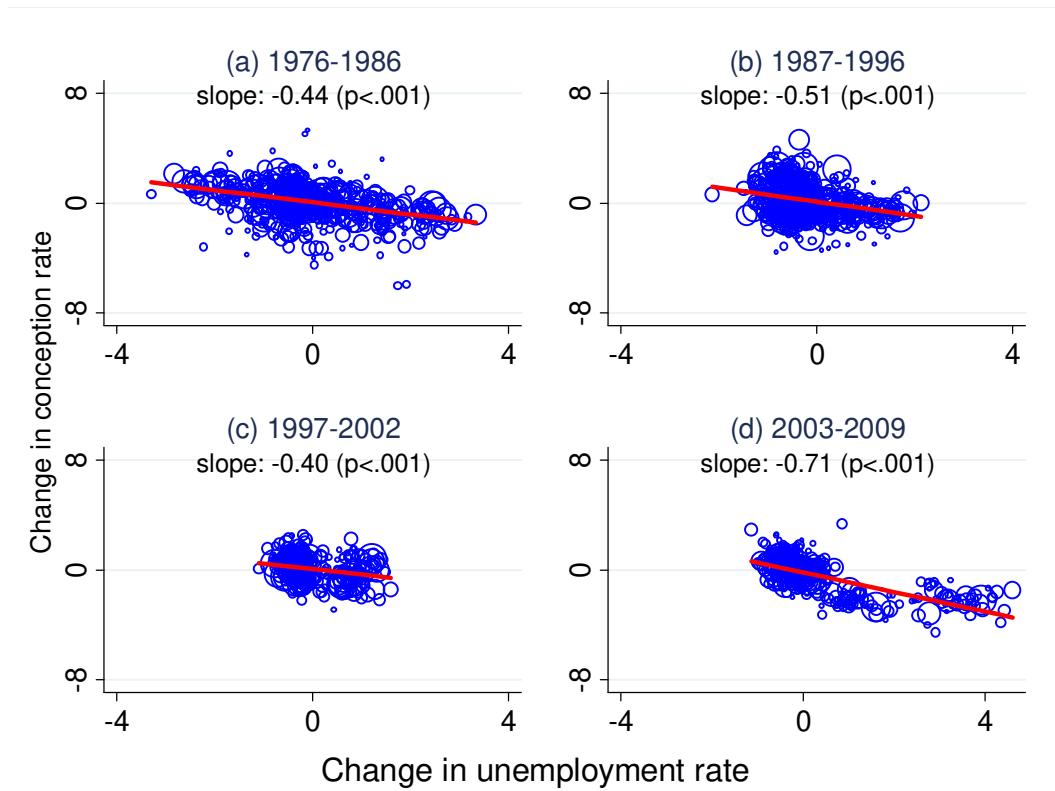 (a) 1976-1986
slope: -0.44 (p<.001)
8
0
-8
-4 0 4
(b) 1987-1996
slope: -0.51 (p<.001)
8
0
-8
-4 0 4
Change in conception rate
(c) 1997-2002
slope: -0.40 (p<.001)
8
0
-8
-4 0 4
(d) 2003-2009
slope: -0.71 (p<.001)
8
0
-8
-4 0 4
Change in unemployment rate